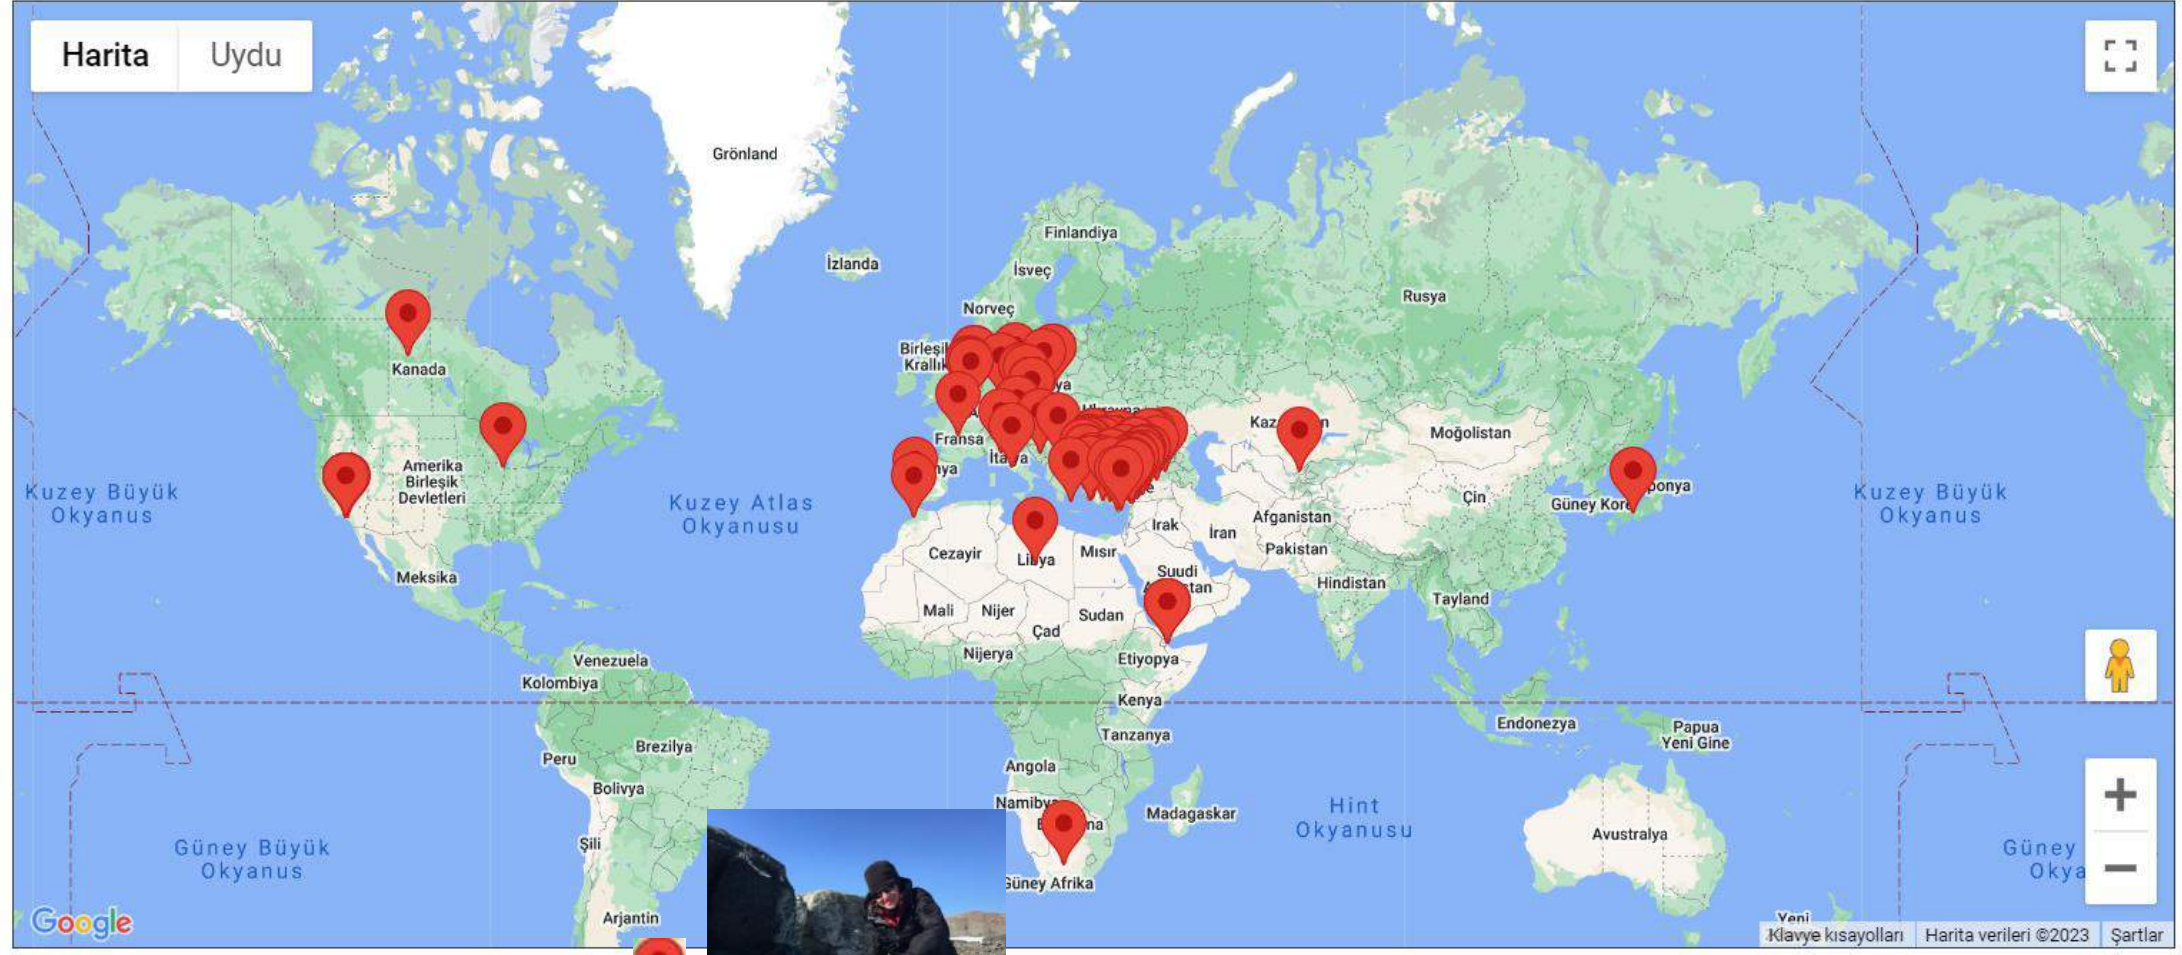 Harita
Uydu
Grönland
Finlandiya
İzlanda
İsveç
Norveç
Rusya
Kanada
Fransa
Moğolistan
Amerika
Birleşik
Devletleri
Kuzey Büyük
Okyanus
Kuzey Atlas
Okyanusu
Çin
Kuzey Büyük
Okyanus
Afganistan
Irak
İran
Cezayir
Mısır
Pakistan
Meksika
Suudi
Hindistan
Tayland
Mali
Nijer
Sudan
Çad
Nijerya
Etiyopya
Venezuela
Kolombiya
Kenya
Endonezya
Papua
Yeni Gine
Tanzanya
Brezilya
Peru
Angola
Bolivya
Madagaskar
Hint
Okyanusu
Avustralya
Şili
Güney Büyük
Okyanus
Güney
Güney Afrika
Arjantin
Yeni
Google
Klavye kısayolları
Harita verileri ©2023
Şartlar